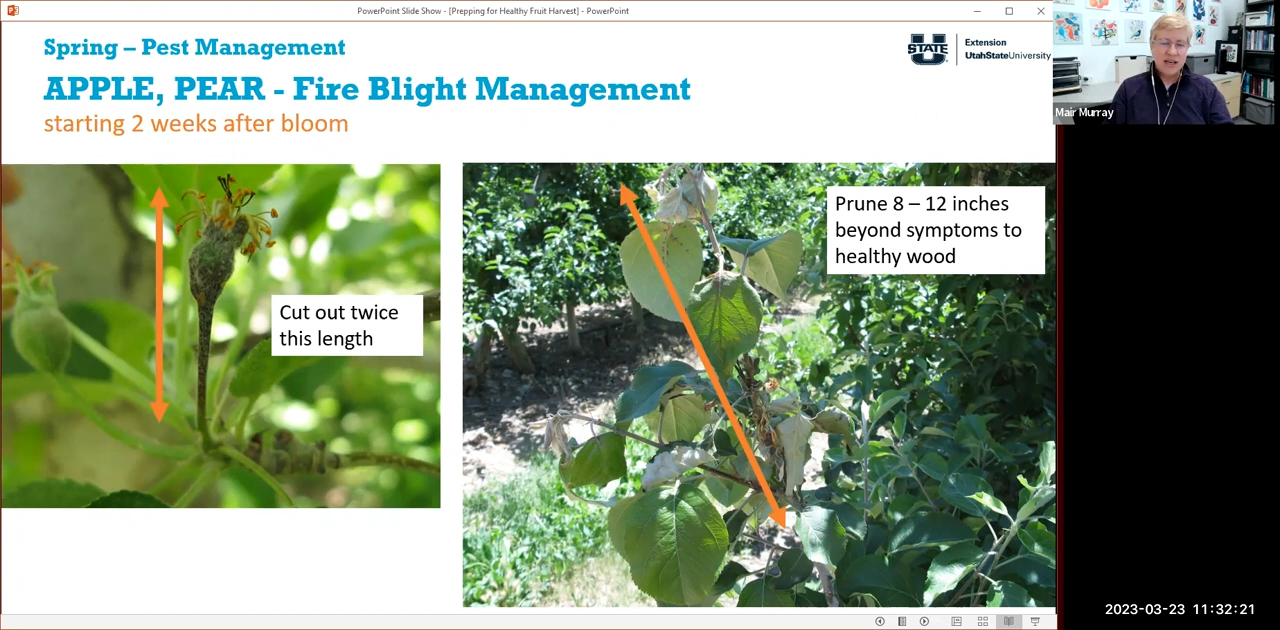 PowerPoint Slide Show - [Prepping for Healthy Fruit Harvest] - PowerPoint
Spring – Pest Management
APPLE, PEAR - Fire Blight Management
starting 2 weeks after bloom
U STATE
Extension
UtahStateUniversity
Mair Murray
Cut out twice
this length
Prune 8 – 12 inches
beyond symptoms to
healthy wood
2023-03-23 11:32:21